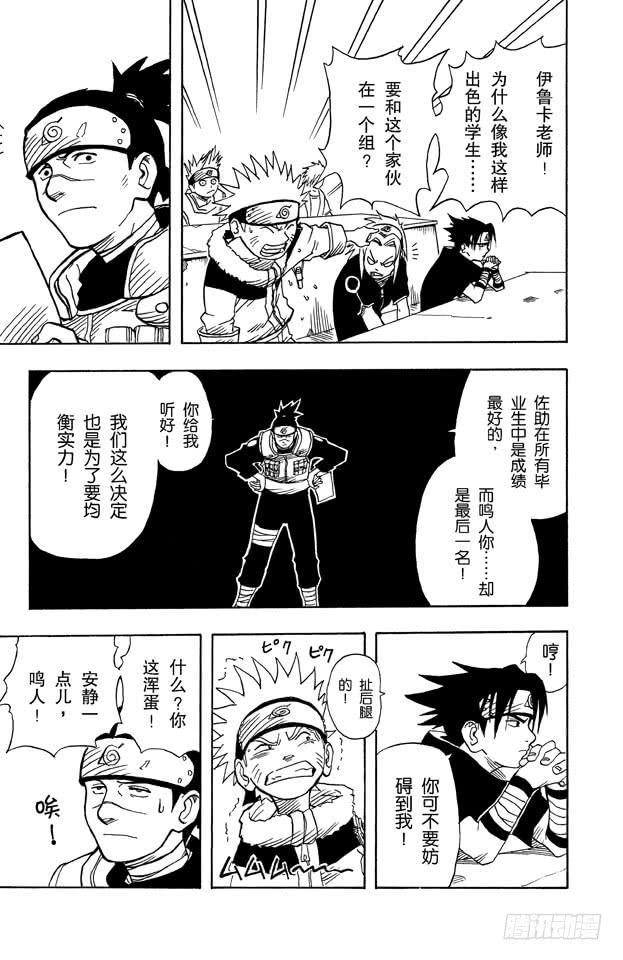 伊鲁卡老师！
为什么像我这样
出色的学生……
要和这个家伙
在一个组？
佐助在所有毕
业生中是成绩
最好的，
而鸣人你……却
是最后一名！
你给我
听好！
我们这么决定
也是为了要均
衡实力！
哼！
你可不要妨
碍到我！
扯后腿
的！
ピク
ピク
ムムムム
什么？你
这浑蛋！
安静一
点儿，
鸣人！
唉！
腾讯动漫